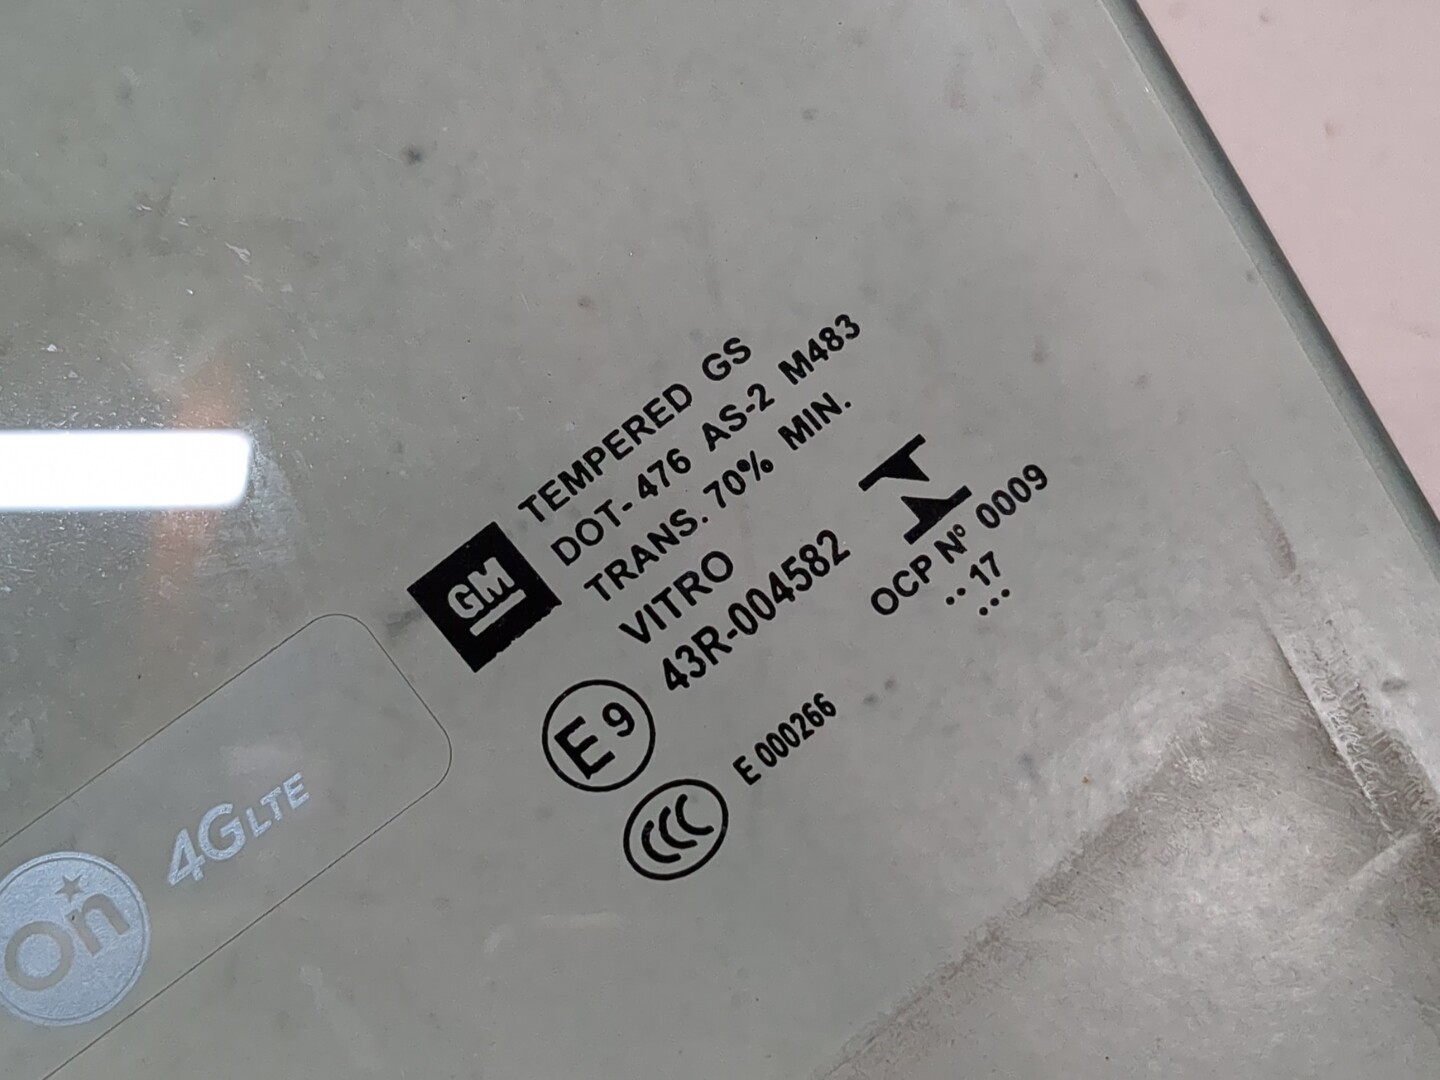 TEMPERED GS
DOT-476 AS-2 M483
TRANS. 70% MIN.
VITRO
43R-004582
GM
OCP Nº 0009
.. 17
...
E9
E 000266
CCC
4GLTE
On